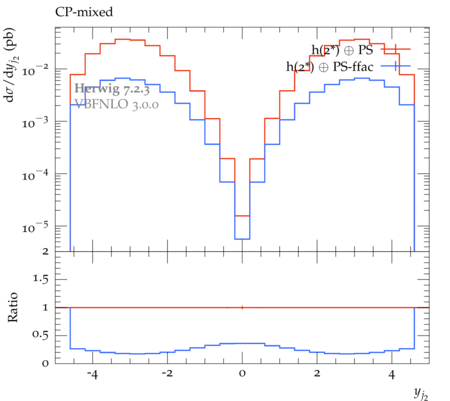 CP-mixed
dσ/dy_{j_2} (pb)
h(2*) ⊕ PS
h(2*) ⊕ PS-ffac
Herwig 7.2.3
VBFNLO 3.0.0
10^{−2}
10^{−3}
10^{−4}
10^{−5}
2
1.5
1
0.5
0
Ratio
-4 -2 0 2 4
y_{j_2}